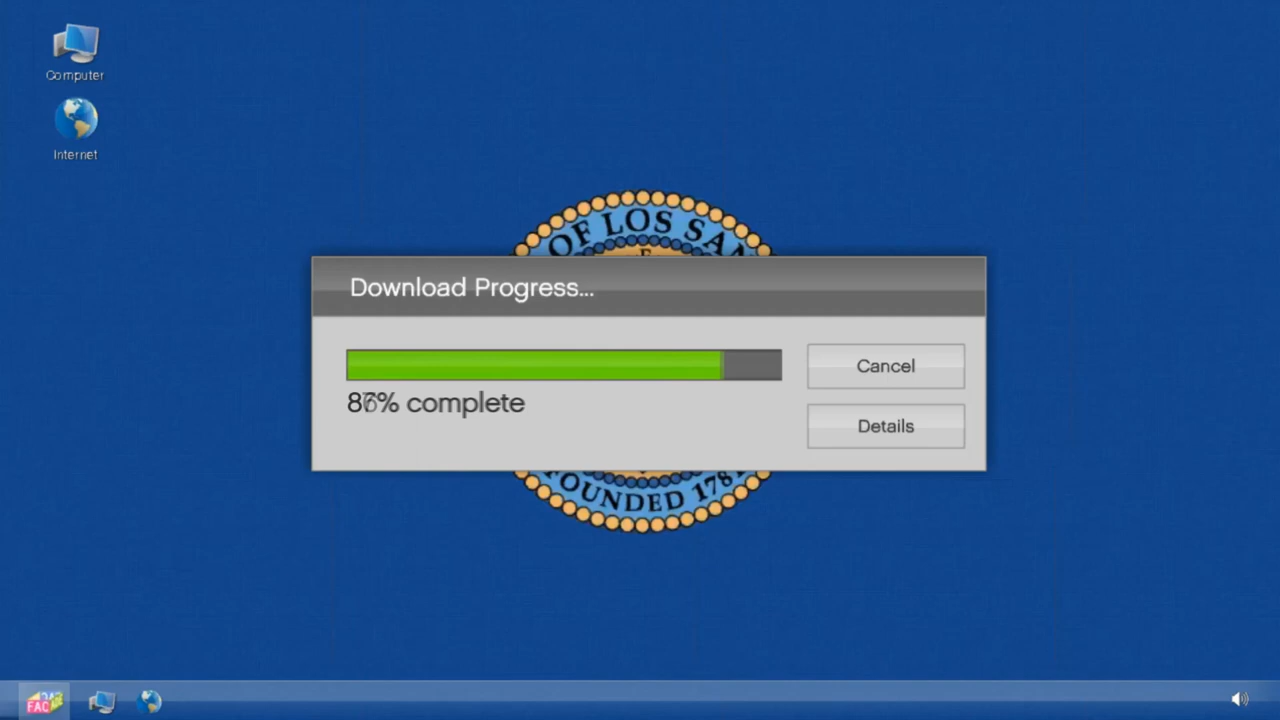 Computer
Internet
OF LOS SAN
Download Progress...
Cancel
% complete
Details
FOUNDED 178
FAC